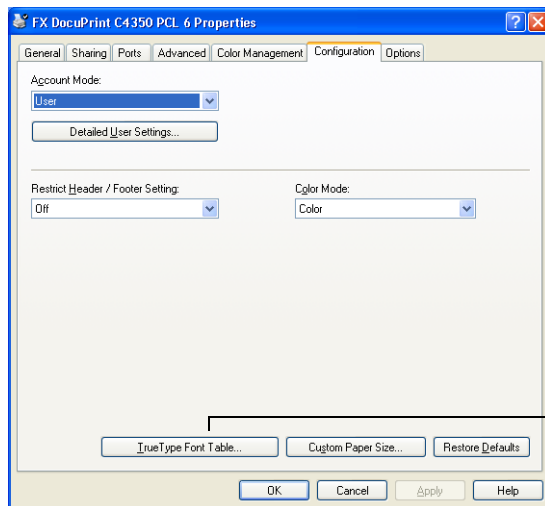 FX DocuPrint C4350 PCL 6 Properties
General Sharing Ports Advanced Color Management Configuration Options
Account Mode:
User
Detailed User Settings...
Restrict Header / Footer Setting: Color Mode:
Off Color
TrueType Font Table... Custom Paper Size... Restore Defaults
OK Cancel Apply Help